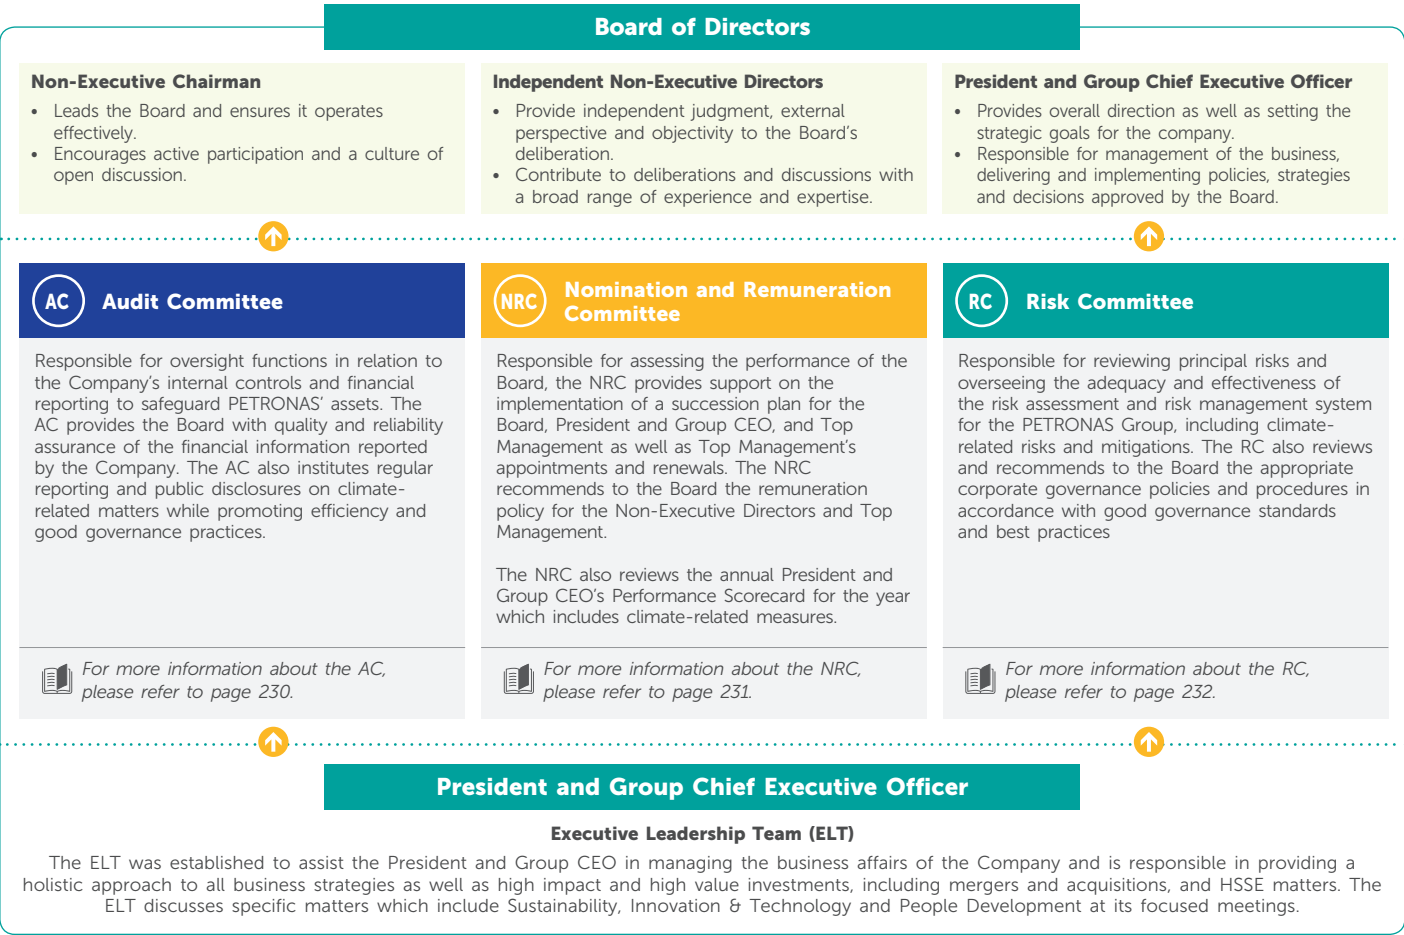 Board of Directors
Non-Executive Chairman
• Leads the Board and ensures it operates
effectively.
• Encourages active participation and a culture of
open discussion.
Independent Non-Executive Directors
• Provide independent judgment, external
perspective and objectivity to the Board's
deliberation.
• Contribute to deliberations and discussions with
a broad range of experience and expertise.
President and Group Chief Executive Officer
• Provides overall direction as well as setting the
strategic goals for the company.
• Responsible for management of the business,
delivering and implementing policies, strategies
and decisions approved by the Board.
AC Audit Committee
Responsible for oversight functions in relation to
the Company's internal controls and financial
reporting to safeguard PETRONAS' assets. The
AC provides the Board with quality and reliability
assurance of the financial information reported
by the Company. The AC also institutes regular
reporting and public disclosures on climate-
related matters while promoting efficiency and
good governance practices.
For more information about the AC,
please refer to page 230.
NRC Nomination and Remuneration
Committee
Responsible for assessing the performance of the
Board, the NRC provides support on the
implementation of a succession plan for the
Board, President and Group CEO, and Top
Management as well as Top Management's
appointments and renewals. The NRC
recommends to the Board the remuneration
policy for the Non-Executive Directors and Top
Management.
The NRC also reviews the annual President and
Group CEO's Performance Scorecard for the year
which includes climate-related measures.
For more information about the NRC,
please refer to page 231.
RC Risk Committee
Responsible for reviewing principal risks and
overseeing the adequacy and effectiveness of
the risk assessment and risk management system
for the PETRONAS Group, including climate-
related risks and mitigations. The RC also reviews
and recommends to the Board the appropriate
corporate governance policies and procedures in
accordance with good governance standards
and best practices
For more information about the RC,
please refer to page 232.
President and Group Chief Executive Officer
Executive Leadership Team (ELT)
The ELT was established to assist the President and Group CEO in managing the business affairs of the Company and is responsible in providing a
holistic approach to all business strategies as well as high impact and high value investments, including mergers and acquisitions, and HSSE matters. The
ELT discusses specific matters which include Sustainability, Innovation & Technology and People Development at its focused meetings.